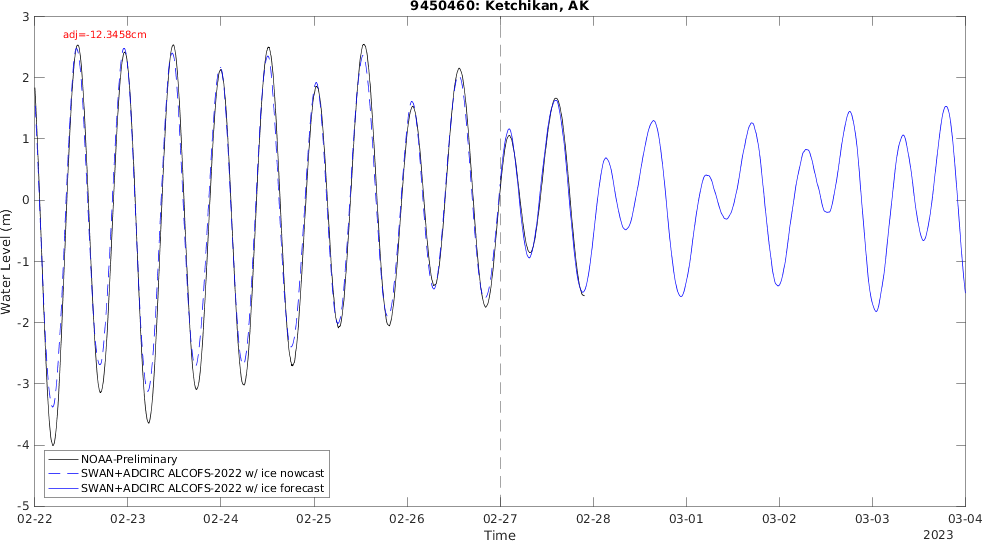 9450460: Ketchikan, AK
adj=-12.3458cm
3
2
1
0
-1
-2
-3
-4
-5
Water Level (m)
NOAA-Preliminary
SWAN+ADCIRC ALCOFS-2022 w/ ice nowcast
SWAN+ADCIRC ALCOFS-2022 w/ ice forecast
02-22 02-23 02-24 02-25 02-26 02-27 02-28 03-01 03-02 03-03 03-04
Time
2023